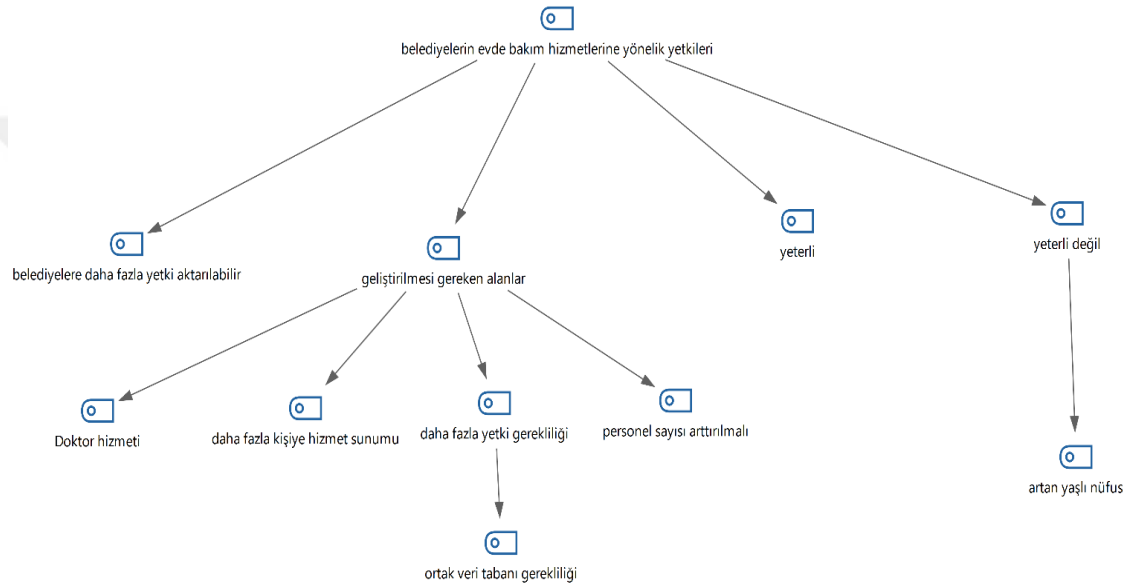 belediyelerin evde bakım hizmetlerine yönelik yetkileri
belediyelere daha fazla yetki aktarılabilir
geliştirilmesi gereken alanlar
yeterli
yeterli değil
Doktor hizmeti
daha fazla kişiye hizmet sunumu
daha fazla yetki gerekliliği
personel sayısı arttırılmalı
artan yaşlı nüfus
ortak veri tabanı gerekliliği